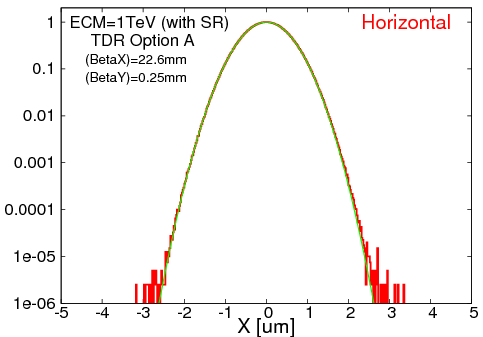 ECM=1TeV (with SR)
Horizontal
TDR Option A
(BetaX)=22.6mm
(BetaY)=0.25mm
1
0.1
0.01
0.001
0.0001
1e-05
1e-06
-5 -4 -3 -2 -1 0 1 2 3 4 5
X [um]